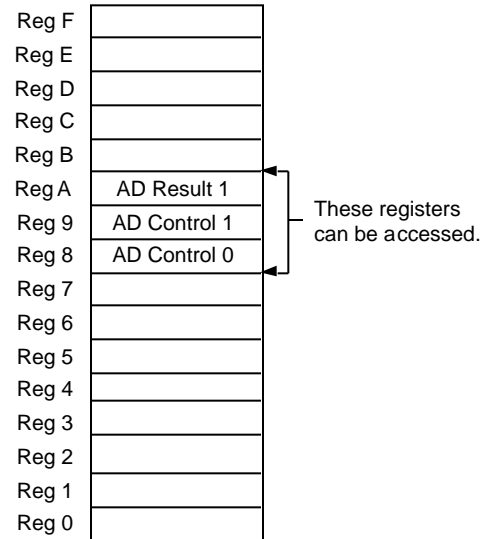 Reg F
Reg E
Reg D
Reg C
Reg B
Reg A AD Result 1
Reg 9 AD Control 1
Reg 8 AD Control 0
These registers
can be accessed.
Reg 7
Reg 6
Reg 5
Reg 4
Reg 3
Reg 2
Reg 1
Reg 0